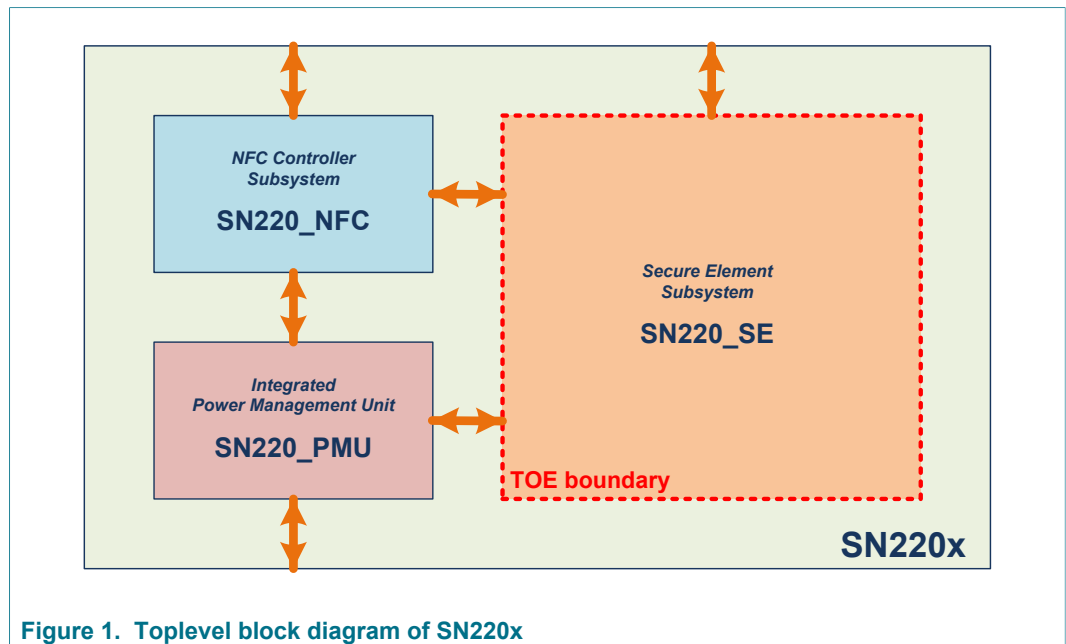 NFC Controller
Subsystem
SN220_NFC
Secure Element
Subsystem
SN220_SE
Integrated
Power Management Unit
SN220_PMU
TOE boundary
SN220x
Figure 1. Toplevel block diagram of SN220x